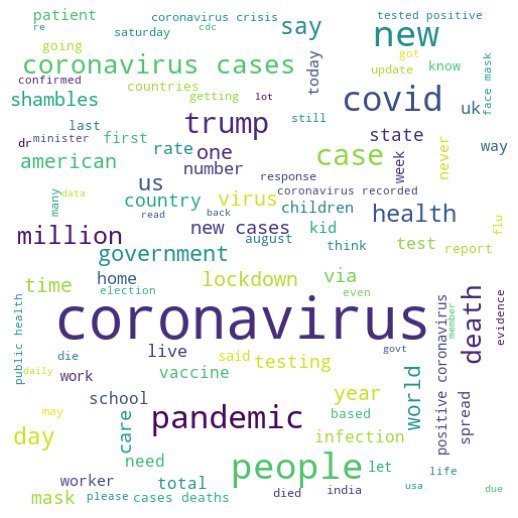 patient
coronavirus crisis
tested positive
re
saturday
cdc
say
new
going
coronavirus cases
today
got
update
know
face mask
confirmed
countries
shambles
getting
lot
covid
uk
last
minister
first
trump
still
state
way
dr
rate
one
american
number
case
week
never
response
us
coronavirus recorded
data
many
country
virus
children
health
read
back
flu
million
new cases
kid
august
think
test
report
government
time
home
lockdown
via
election
even
public health
coronavirus
death
positive coronavirus
member
evidence
die
live
said
testing
govt
world
daily
work
vaccine
year
school
pandemic
based
spread
may
day
care
infection
need
people
let
life
worker
total
mask
please
cases deaths
died
india
usa
due